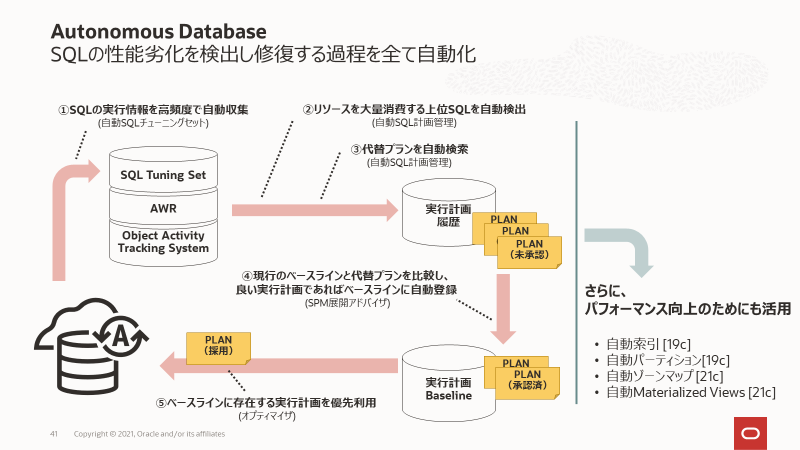 Autonomous Database
SQLの性能劣化を検出し修復する過程を全て自動化
①SQLの実行情報を高頻度で自動収集
(自動SQLチューニングセット)
②リソースを大量消費する上位SQLを自動検出
(自動SQL計画管理)
③代替プランを自動検索
(自動SQL計画管理)
SQL Tuning Set
AWR
Object Activity
Tracking System
実行計画
履歴
PLAN
PLAN
PLAN
（未承認）
④現行のベースラインと代替プランを比較し、
良い実行計画であればベースラインに自動登録
(SPM展開アドバイザ)
さらに、
パフォーマンス向上のためにも活用
• 自動索引 [19c]
• 自動パーティション[19c]
• 自動ゾーンマップ [21c]
• 自動Materialized Views [21c]
A
PLAN
（採用）
実行計画
Baseline
PLAN
PLAN
（承認済）
⑤ベースラインに存在する実行計画を優先利用
(オプティマイザ)
41 Copyright © 2021, Oracle and/or its affiliates